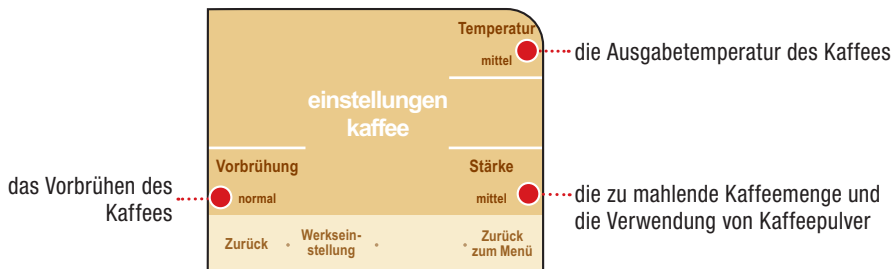 Temperatur
mittel
die Ausgabetemperatur des Kaffees
einstellungen
kaffee
Vorbrühung
normal
das Vorbrühen des
Kaffees
Stärke
mittel
die zu mahlende Kaffeemenge und
die Verwendung von Kaffeepulver
Zurück
Werksein-
stellung
Zurück
zum Menü